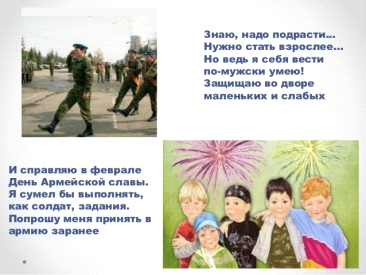 Знаю, надо подрасти...
Нужно стать взрослее...
Но ведь я себя вести
по-мужски умею!
Защищаю во дворе
маленьких и слабых
И справляю в феврале
День Армейской славы.
Я сумел бы выполнять,
как солдат, задания.
Попрошу меня принять в
армию заранее